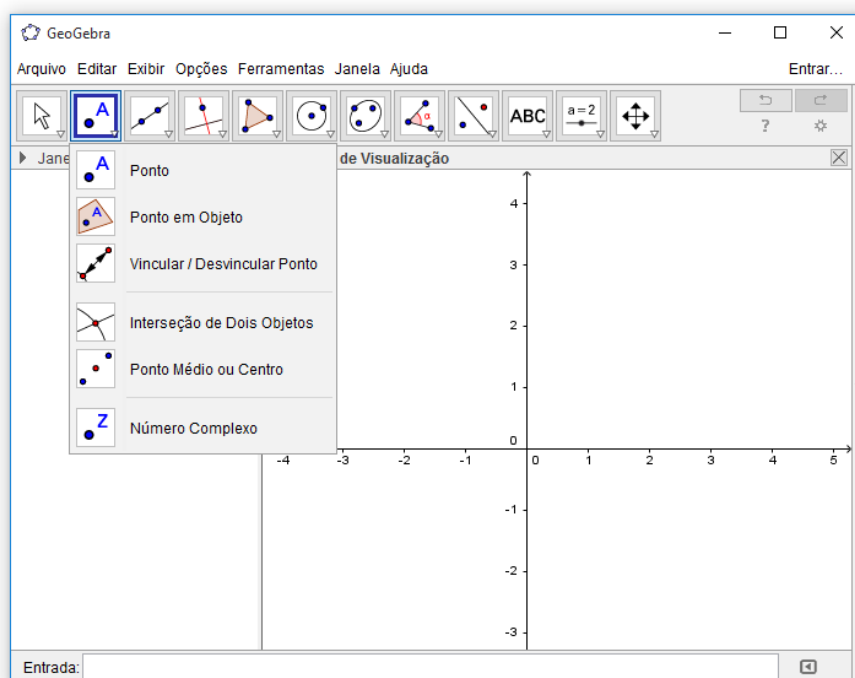 GeoGebra
Arquivo Editar Exibir Opções Ferramentas Janela Ajuda Entrar...
A ABC a=2 α ?
Jane de Visualização
A Ponto
A Ponto em Objeto
Vincular / Desvincular Ponto
Interseção de Dois Objetos
Ponto Médio ou Centro
Z Número Complexo
4
3
2
1
0
-4 -3 -2 -1 0 1 2 3 4 5
-1
-2
-3
Entrada: